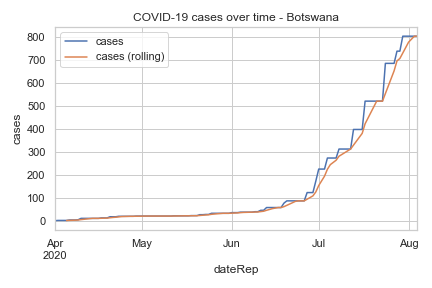 COVID-19 cases over time - Botswana
cases
cases (rolling)
800
700
600
500
400
300
200
100
0
cases
Apr
2020
May
Jun
Jul
Aug
dateRep